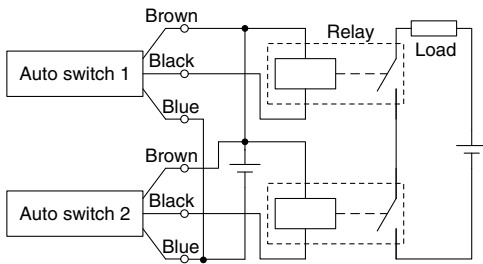 Brown
Relay
Load
Auto switch 1
Black
Blue
Brown
Auto switch 2
Black
Blue